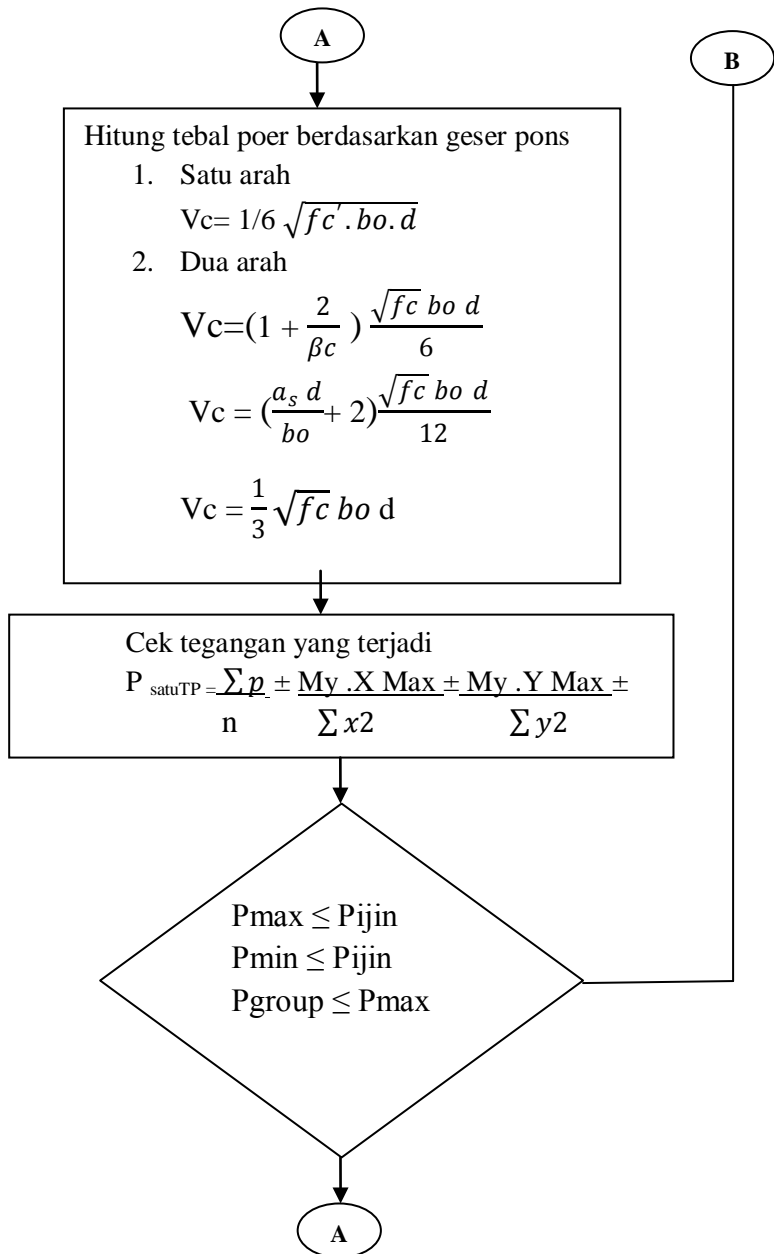 A
B
Hitung tebal poer berdasarkan geser pons
1. Satu arah
Vc= 1/6 √(fc′.bo.d)
2. Dua arah
Vc=(1 + 2/βc ) √fc bo d / 6
Vc = (a_s d/bo + 2) √fc bo d / 12
Vc = 1/3 √fc bo d
Cek tegangan yang terjadi
P satuTP = ∑p/n ± My .X Max/∑x2 ± My .Y Max/∑y2 ±
Pmax ≤ Pijin
Pmin ≤ Pijin
Pgroup ≤ Pmax
A